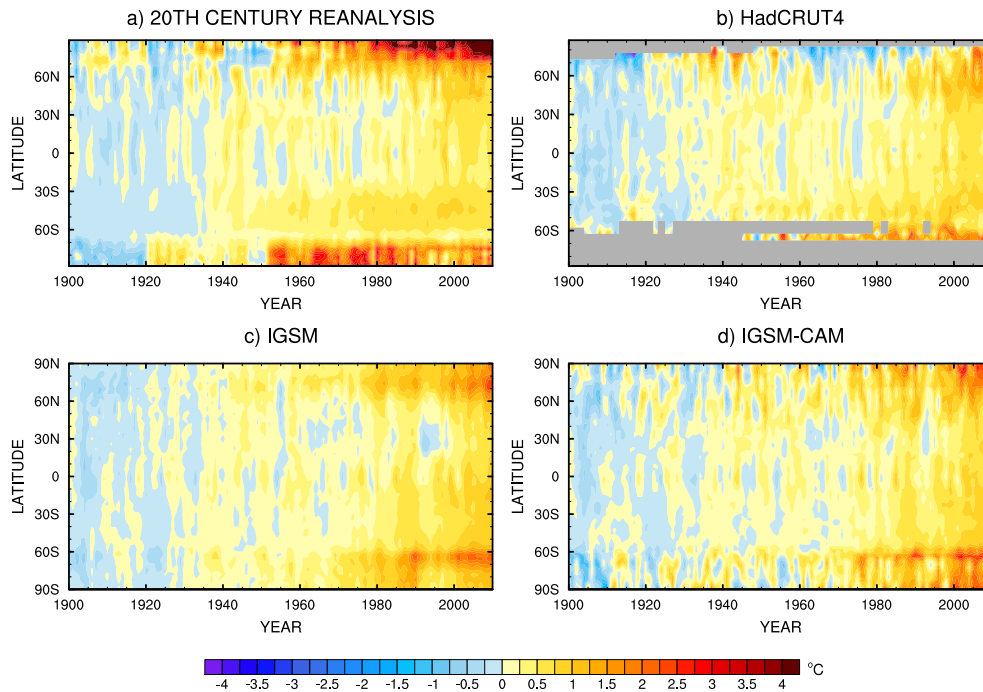 a) 20TH CENTURY REANALYSIS
b) HadCRUT4
LATITUDE
60N
30N
0
30S
60S
1900 1920 1940 1960 1980 2000
YEAR
LATITUDE
60N
30N
0
30S
60S
1900 1920 1940 1960 1980 2000
YEAR
c) IGSM
d) IGSM-CAM
LATITUDE
90N
60N
30N
0
30S
60S
90S
1900 1920 1940 1960 1980 2000
YEAR
LATITUDE
90N
60N
30N
0
30S
60S
90S
1900 1920 1940 1960 1980 2000
YEAR
-4 -3.5 -3 -2.5 -2 -1.5 -1 -0.5 0 0.5 1 1.5 2 2.5 3 3.5 4 °C